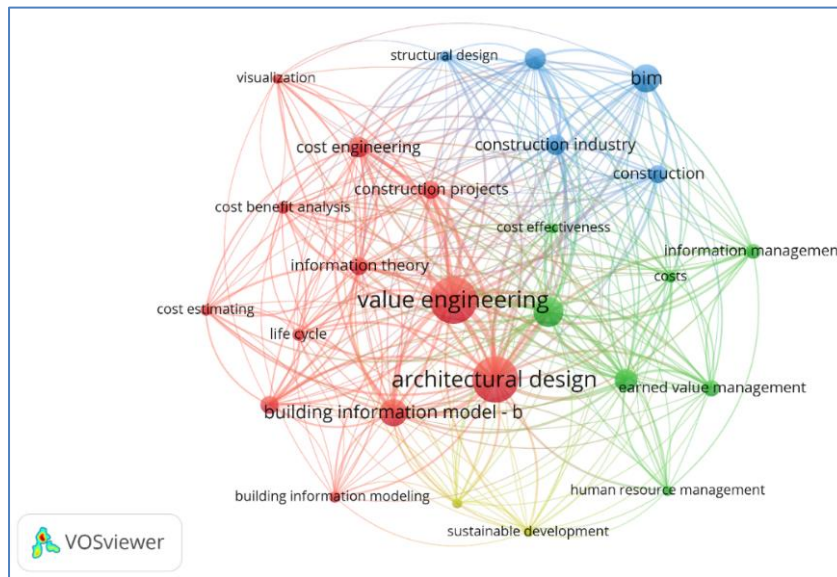 structural design
visualization
bim
cost engineering
construction industry
construction projects
construction
cost benefit analysis
cost effectiveness
information management
information theory
costs
value engineering
cost estimating
life cycle
architectural design
earned value management
building information model - b
building information modeling
human resource management
sustainable development
VOSviewer